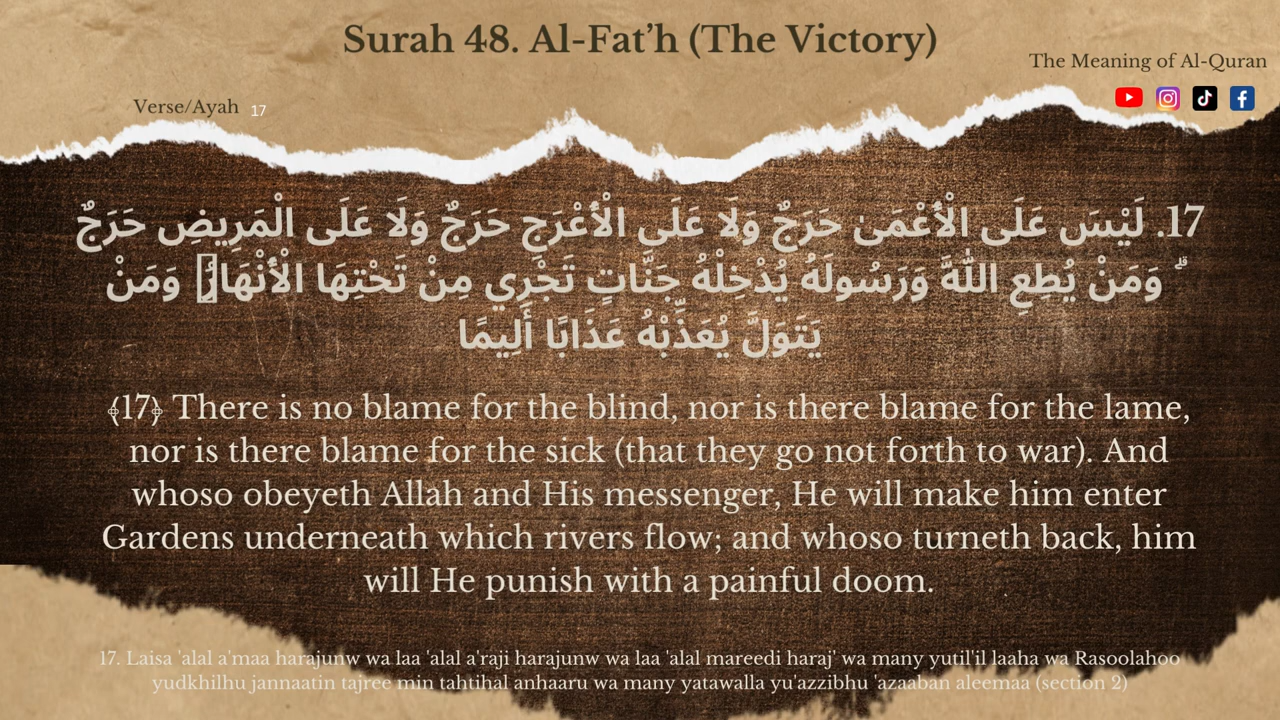 Surah 48. Al-Fat’h (The Victory)
The Meaning of Al-Quran
Verse/Ayah 17
17. لَيْسَ عَلَى الْأَعْمَىٰ حَرَجٌ وَلَا عَلَى الْأَعْرَجِ حَرَجٌ وَلَا عَلَى الْمَرِيضِ حَرَجٌ
ۗ وَمَنْ يُطِعِ اللَّهَ وَرَسُولَهُ يُدْخِلْهُ جَنَّاتٍ تَجْرِي مِنْ تَحْتِهَا الْأَنْهَارُ وَمَنْ
يَتَوَلَّ يُعَذِّبْهُ عَذَابًا أَلِيمًا
﴾17﴿ There is no blame for the blind, nor is there blame for the lame,
nor is there blame for the sick (that they go not forth to war). And
whoso obeyeth Allah and His messenger, He will make him enter
Gardens underneath which rivers flow; and whoso turneth back, him
will He punish with a painful doom.
17. Laisa 'alal a'maa harajunw wa laa 'alal a'raji harajunw wa laa 'alal mareedi haraj' wa many yutil'il laaha wa Rasoolahoo
yudkhilhu jannaatin tajree min tahtihal anhaaru wa many yatawalla yu'azzibhu 'azaaban aleemaa (section 2)